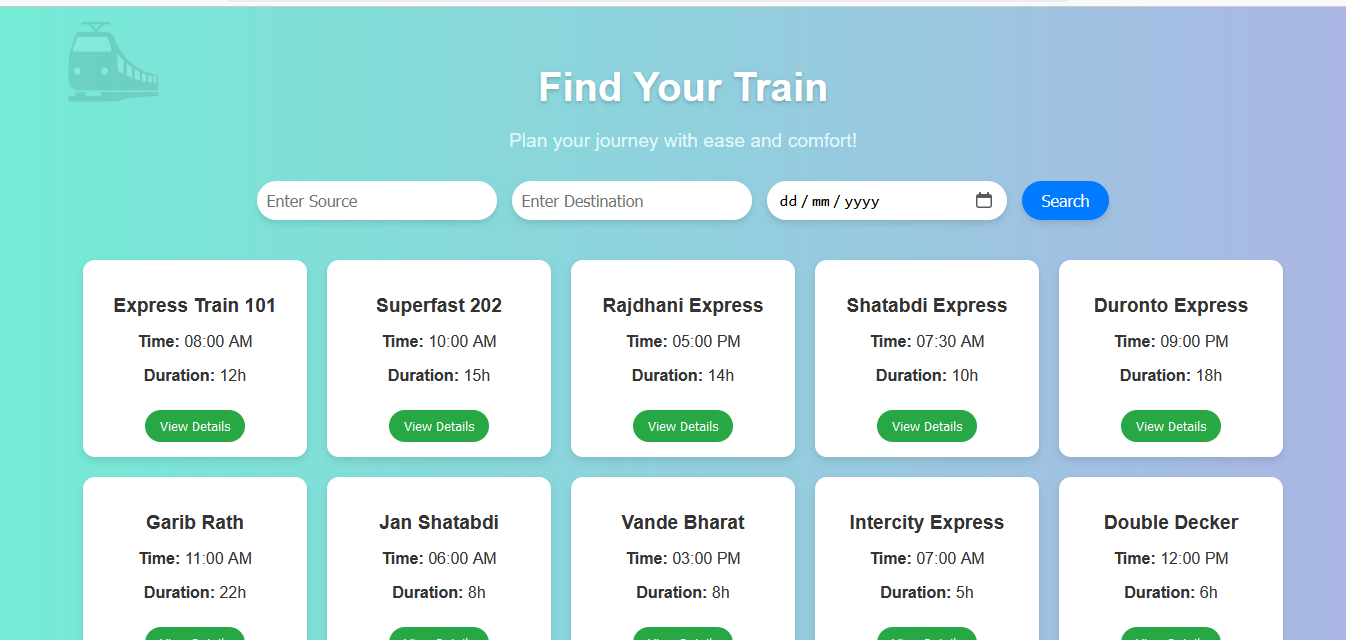 Find Your Train
Plan your journey with ease and comfort!
Enter Source
Enter Destination
dd / mm / yyyy
Search
Express Train 101
Time: 08:00 AM
Duration: 12h
View Details
Superfast 202
Time: 10:00 AM
Duration: 15h
View Details
Rajdhani Express
Time: 05:00 PM
Duration: 14h
View Details
Shatabdi Express
Time: 07:30 AM
Duration: 10h
View Details
Duronto Express
Time: 09:00 PM
Duration: 18h
View Details
Garib Rath
Time: 11:00 AM
Duration: 22h
Jan Shatabdi
Time: 06:00 AM
Duration: 8h
Vande Bharat
Time: 03:00 PM
Duration: 8h
Intercity Express
Time: 07:00 AM
Duration: 5h
Double Decker
Time: 12:00 PM
Duration: 6h